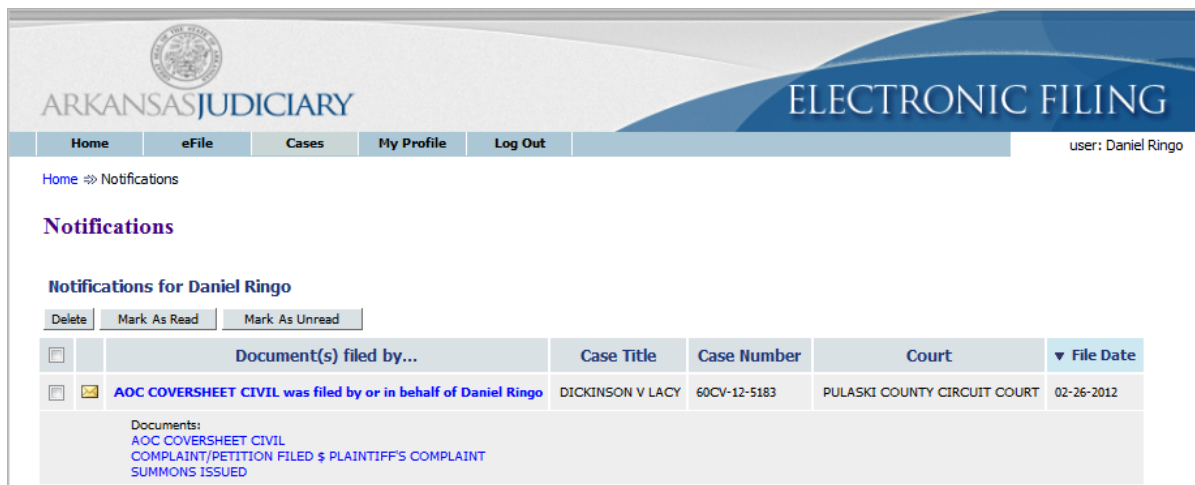 ARKANSASJUDICIARY
ELECTRONIC FILING
Home eFile Cases My Profile Log Out user: Daniel Ringo
Home ⇒ Notifications
Notifications
Notifications for Daniel Ringo
Delete Mark As Read Mark As Unread
Document(s) filed by... Case Title Case Number Court ▼ File Date
AOC COVERSHEET CIVIL was filed by or in behalf of Daniel Ringo DICKINSON V LACY 60CV-12-5183 PULASKI COUNTY CIRCUIT COURT 02-26-2012
Documents:
AOC COVERSHEET CIVIL
COMPLAINT/PETITION FILED $ PLAINTIFF'S COMPLAINT
SUMMONS ISSUED